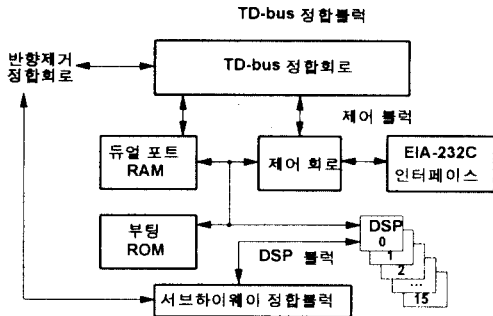 TD-bus 정합블럭
반향제거
정합회로
TD-bus 정합회로
제어 블럭
듀얼 포트
RAM
제어 회로
EIA-232C
인터페이스
부팅
ROM
DSP
0
1
2
...
15
DSP 블럭
서브하이웨이 정합블럭